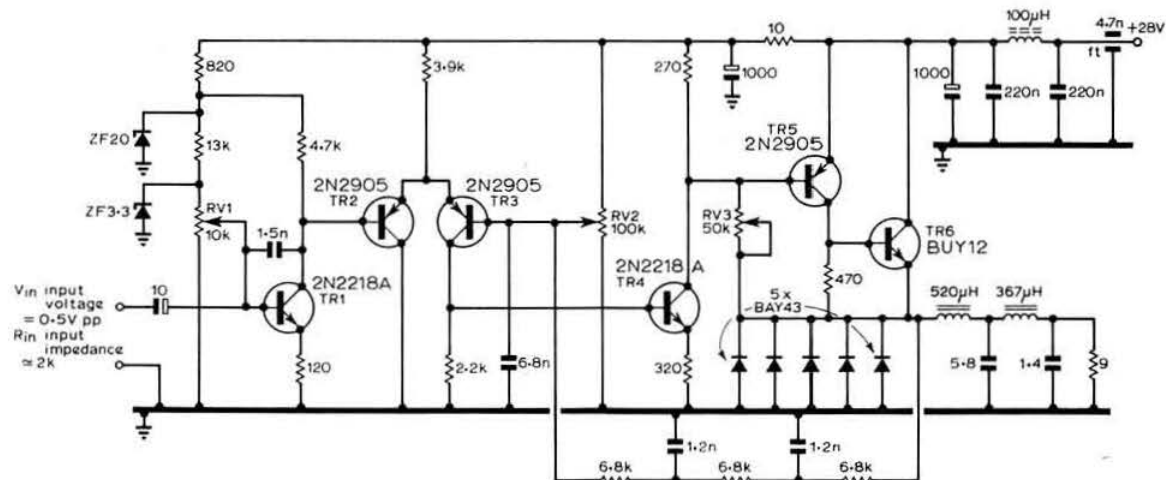 100µH
4·7n
+28V
10
820
3·9k
270
1000
1000
220n
220n
ft
TR5
2N2905
ZF20
13k
4·7k
2N2905
TR2
2N2905
TR3
ZF3·3
RV1
10k
1·5n
RV2
100k
RV3
50k
TR6
BUY12
2N2218A
TR1
2N2218 A
TR4
470
Vin input
voltage
= 0·5V pp
Rin input
impedance
≃ 2k
10
5 x
BAY43
520µH
367µH
120
2·2k
6·8n
320
5·8
1·4
9
1·2n
1·2n
6·8k
6·8k
6·8k